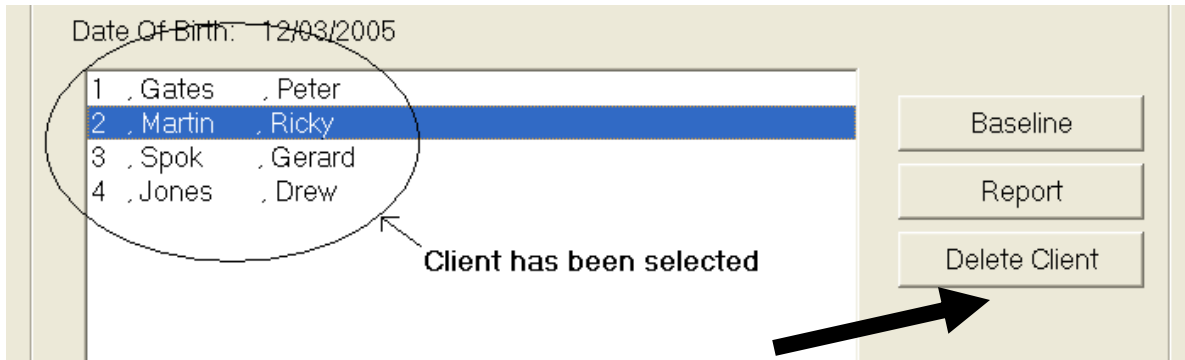 Date Of Birth: 12/03/2005
1 , Gates , Peter
2 , Martin , Ricky
3 , Spok , Gerard
4 , Jones , Drew
Client has been selected
Baseline
Report
Delete Client